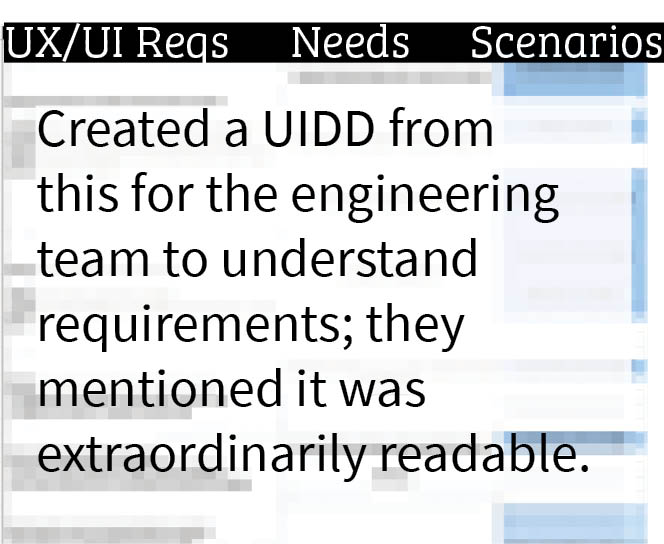 UX/UI Reqs Needs Scenarios
Created a UIDD from
this for the engineering
team to understand
requirements; they
mentioned it was
extraordinarily readable.